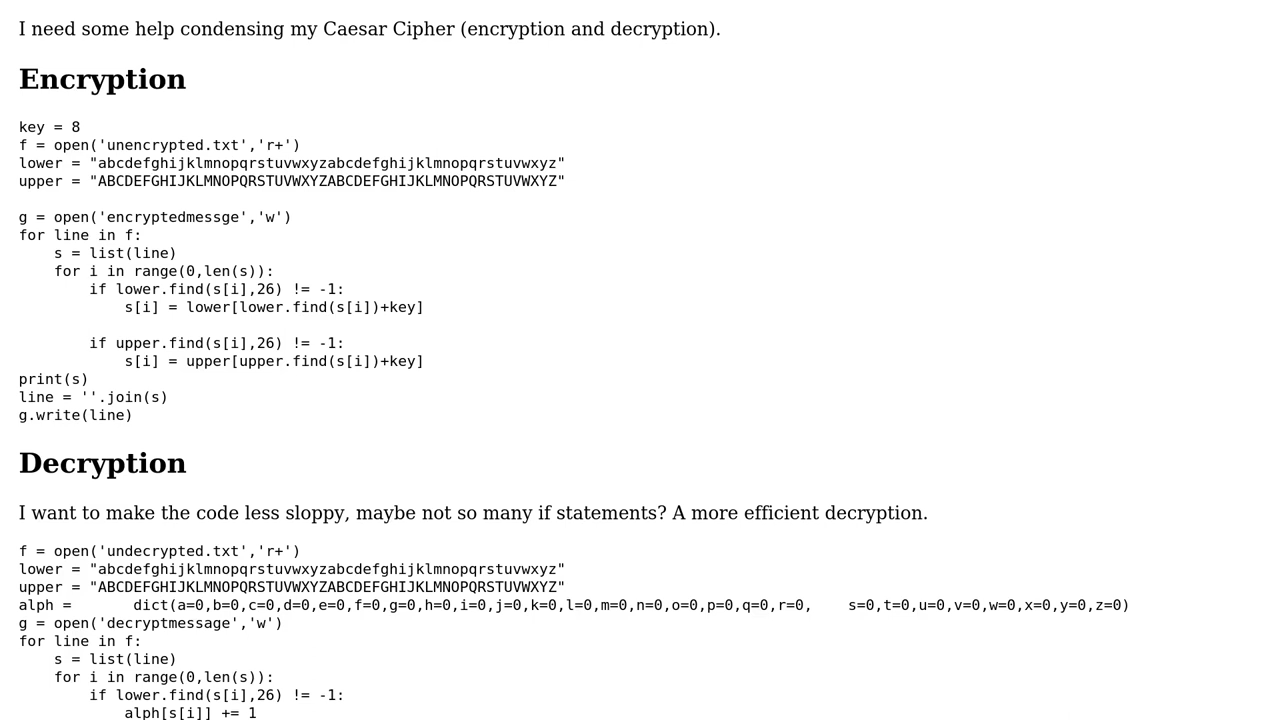 I need some help condensing my Caesar Cipher (encryption and decryption).
Encryption
key = 8
f = open('unencrypted.txt','r+')
lower = "abcdefghijklmnopqrstuvwxyzabcdefghijklmnopqrstuvwxyz"
upper = "ABCDEFGHIJKLMNOPQRSTUVWXYZABCDEFGHIJKLMNOPQRSTUVWXYZ"
g = open('encryptedmessge','w')
for line in f:
    s = list(line)
    for i in range(0,len(s)):
        if lower.find(s[i],26) != -1:
            s[i] = lower[lower.find(s[i])+key]
        if upper.find(s[i],26) != -1:
            s[i] = upper[upper.find(s[i])+key]
print(s)
line = ''.join(s)
g.write(line)
Decryption
I want to make the code less sloppy, maybe not so many if statements? A more efficient decryption.
f = open('undecrypted.txt','r+')
lower = "abcdefghijklmnopqrstuvwxyzabcdefghijklmnopqrstuvwxyz"
upper = "ABCDEFGHIJKLMNOPQRSTUVWXYZABCDEFGHIJKLMNOPQRSTUVWXYZ"
alph =       dict(a=0,b=0,c=0,d=0,e=0,f=0,g=0,h=0,i=0,j=0,k=0,l=0,m=0,n=0,o=0,p=0,q=0,r=0,    s=0,t=0,u=0,v=0,w=0,x=0,y=0,z=0)
g = open('decryptmessage','w')
for line in f:
    s = list(line)
    for i in range(0,len(s)):
        if lower.find(s[i],26) != -1:
            alph[s[i]] += 1